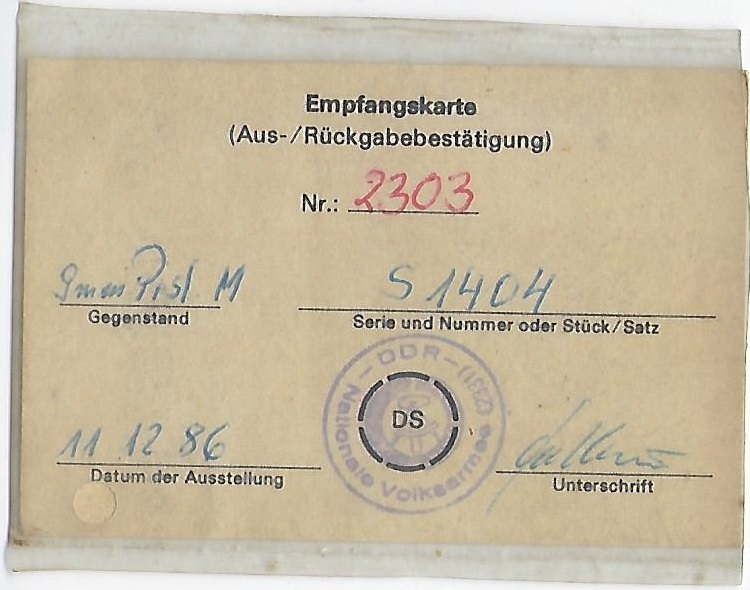 Empfangskarte
(Aus-/Rückgabebestätigung)
Nr.: 2303
Pist. M
S 1404
Gegenstand
Serie und Nummer oder Stück/Satz
- DDR -
Nationale Volksarmee
DS
11 12 86
Datum der Ausstellung
Unterschrift